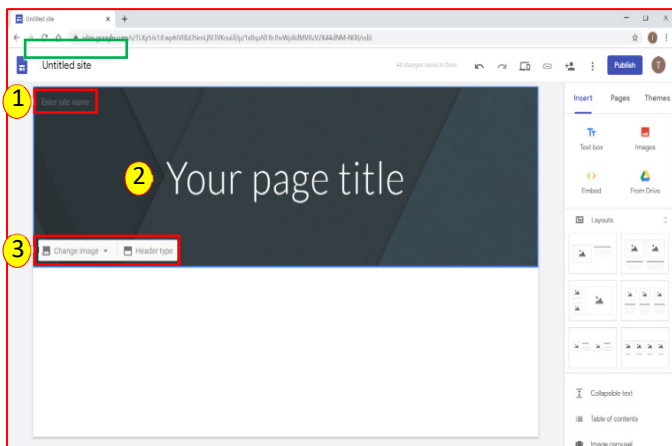 Untitled site
Untitled site
All changes saved in Drive
Publish
T
1
Enter site name
Insert Pages Themes
2
Your page title
Tт
Text box Images
Embed From Drive
Layouts
3
Change image Header type
Collapsible text
Table of contents
Image carousel